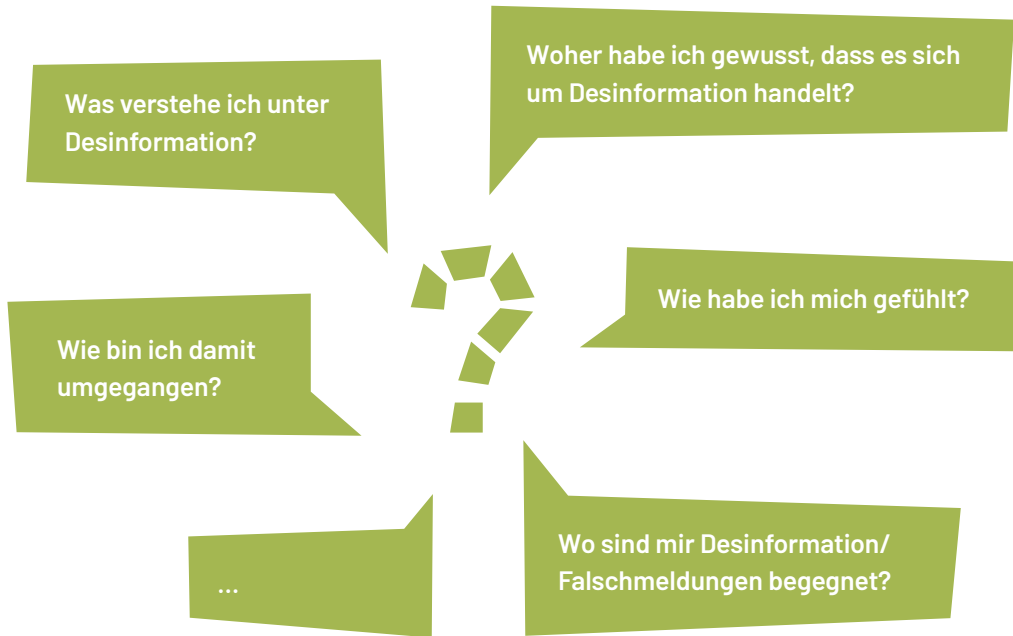 Was verstehe ich unter
Desinformation?
Woher habe ich gewusst, dass es sich
um Desinformation handelt?
Wie habe ich mich gefühlt?
Wie bin ich damit
umgegangen?
Wo sind mir Desinformation/
Falschmeldungen begegnet?
...